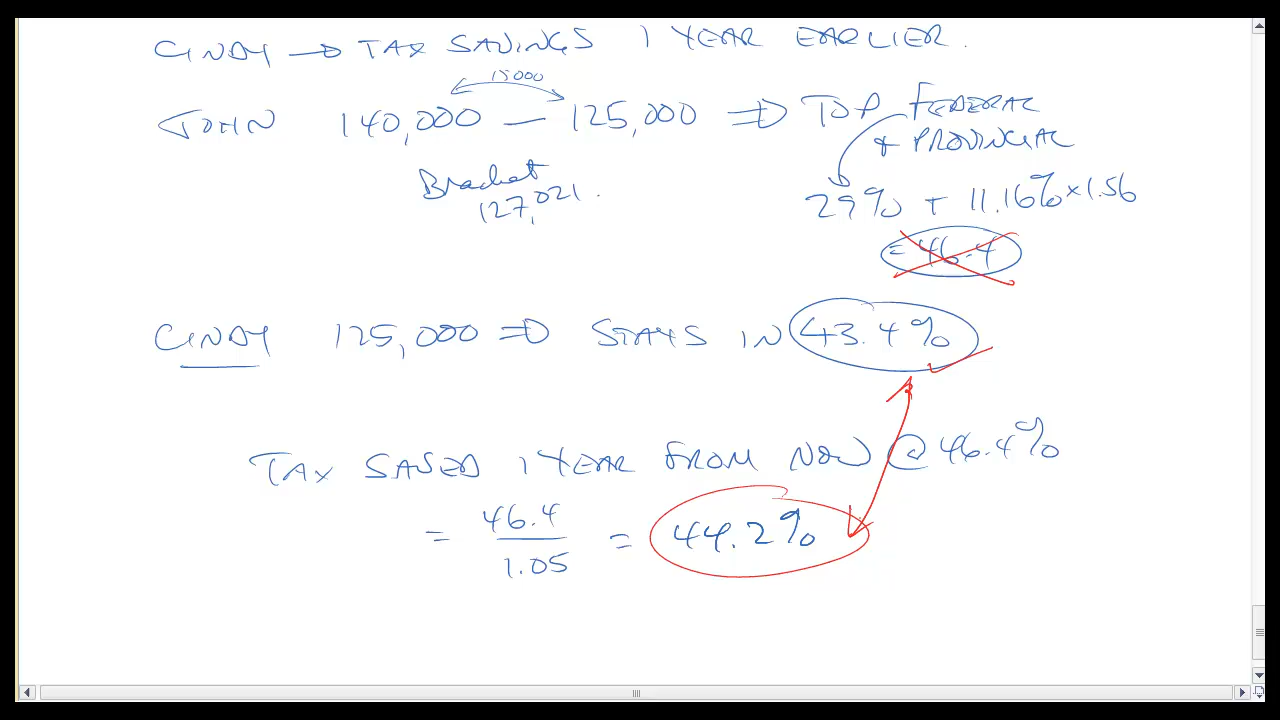 CINDY → TAX SAVINGS 1 YEAR EARLIER.
15000
JOHN 140,000 — 125,000 ⇒ TOP FEDERAL
& PROVINCIAL
Bracket
127,021.
29% + 11.16% × 1.56
= 46.4
CINDY 125,000 ⇒ STAYS IN 43.4%
TAX SAVED 1 YEAR FROM NOW @ 46.4%
= 46.4 / 1.05 = 44.2%